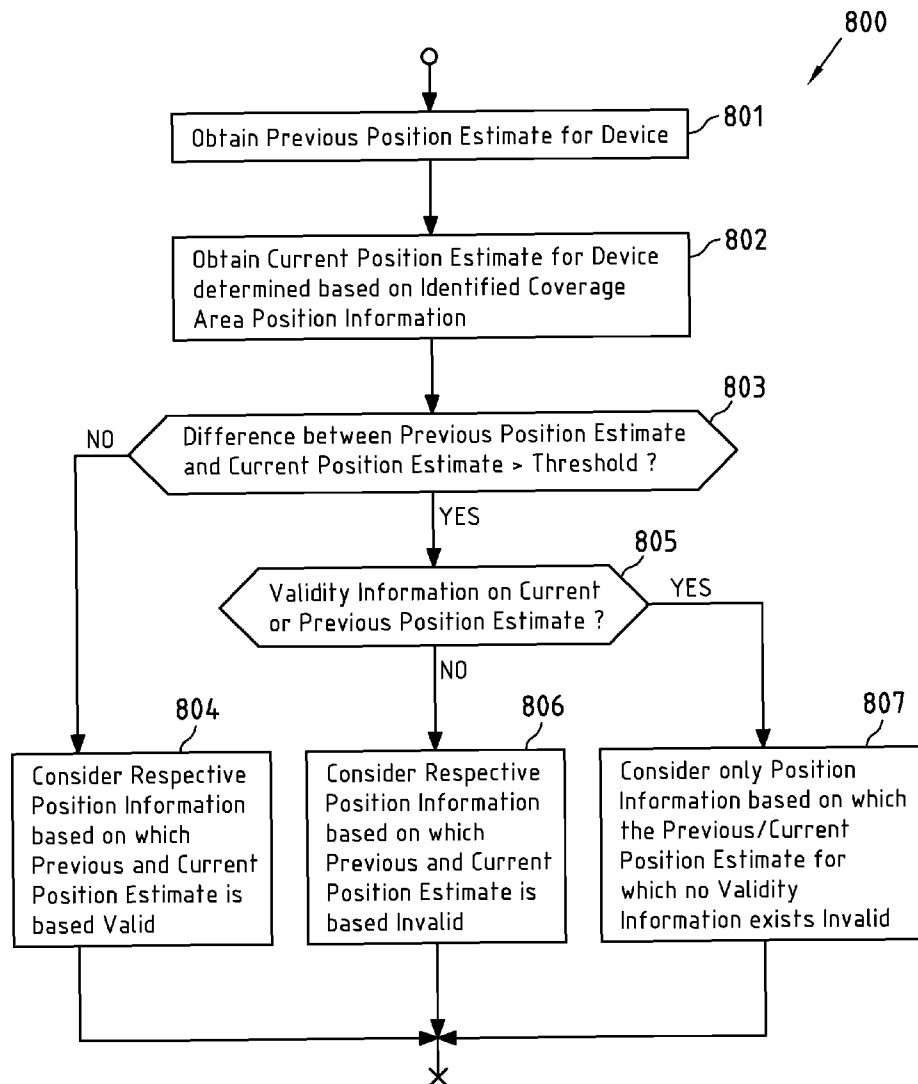 800
801
Obtain Previous Position Estimate for Device
802
Obtain Current Position Estimate for Device
determined based on Identified Coverage
Area Position Information
803
NO
Difference between Previous Position Estimate
and Current Position Estimate > Threshold ?
YES
805
Validity Information on Current
or Previous Position Estimate ?
YES
NO
804
Consider Respective
Position Information
based on which
Previous and Current
Position Estimate is
based Valid
806
Consider Respective
Position Information
based on which
Previous and Current
Position Estimate is
based Invalid
807
Consider only Position
Information based on which
the Previous/Current
Position Estimate for
which no Validity
Information exists Invalid